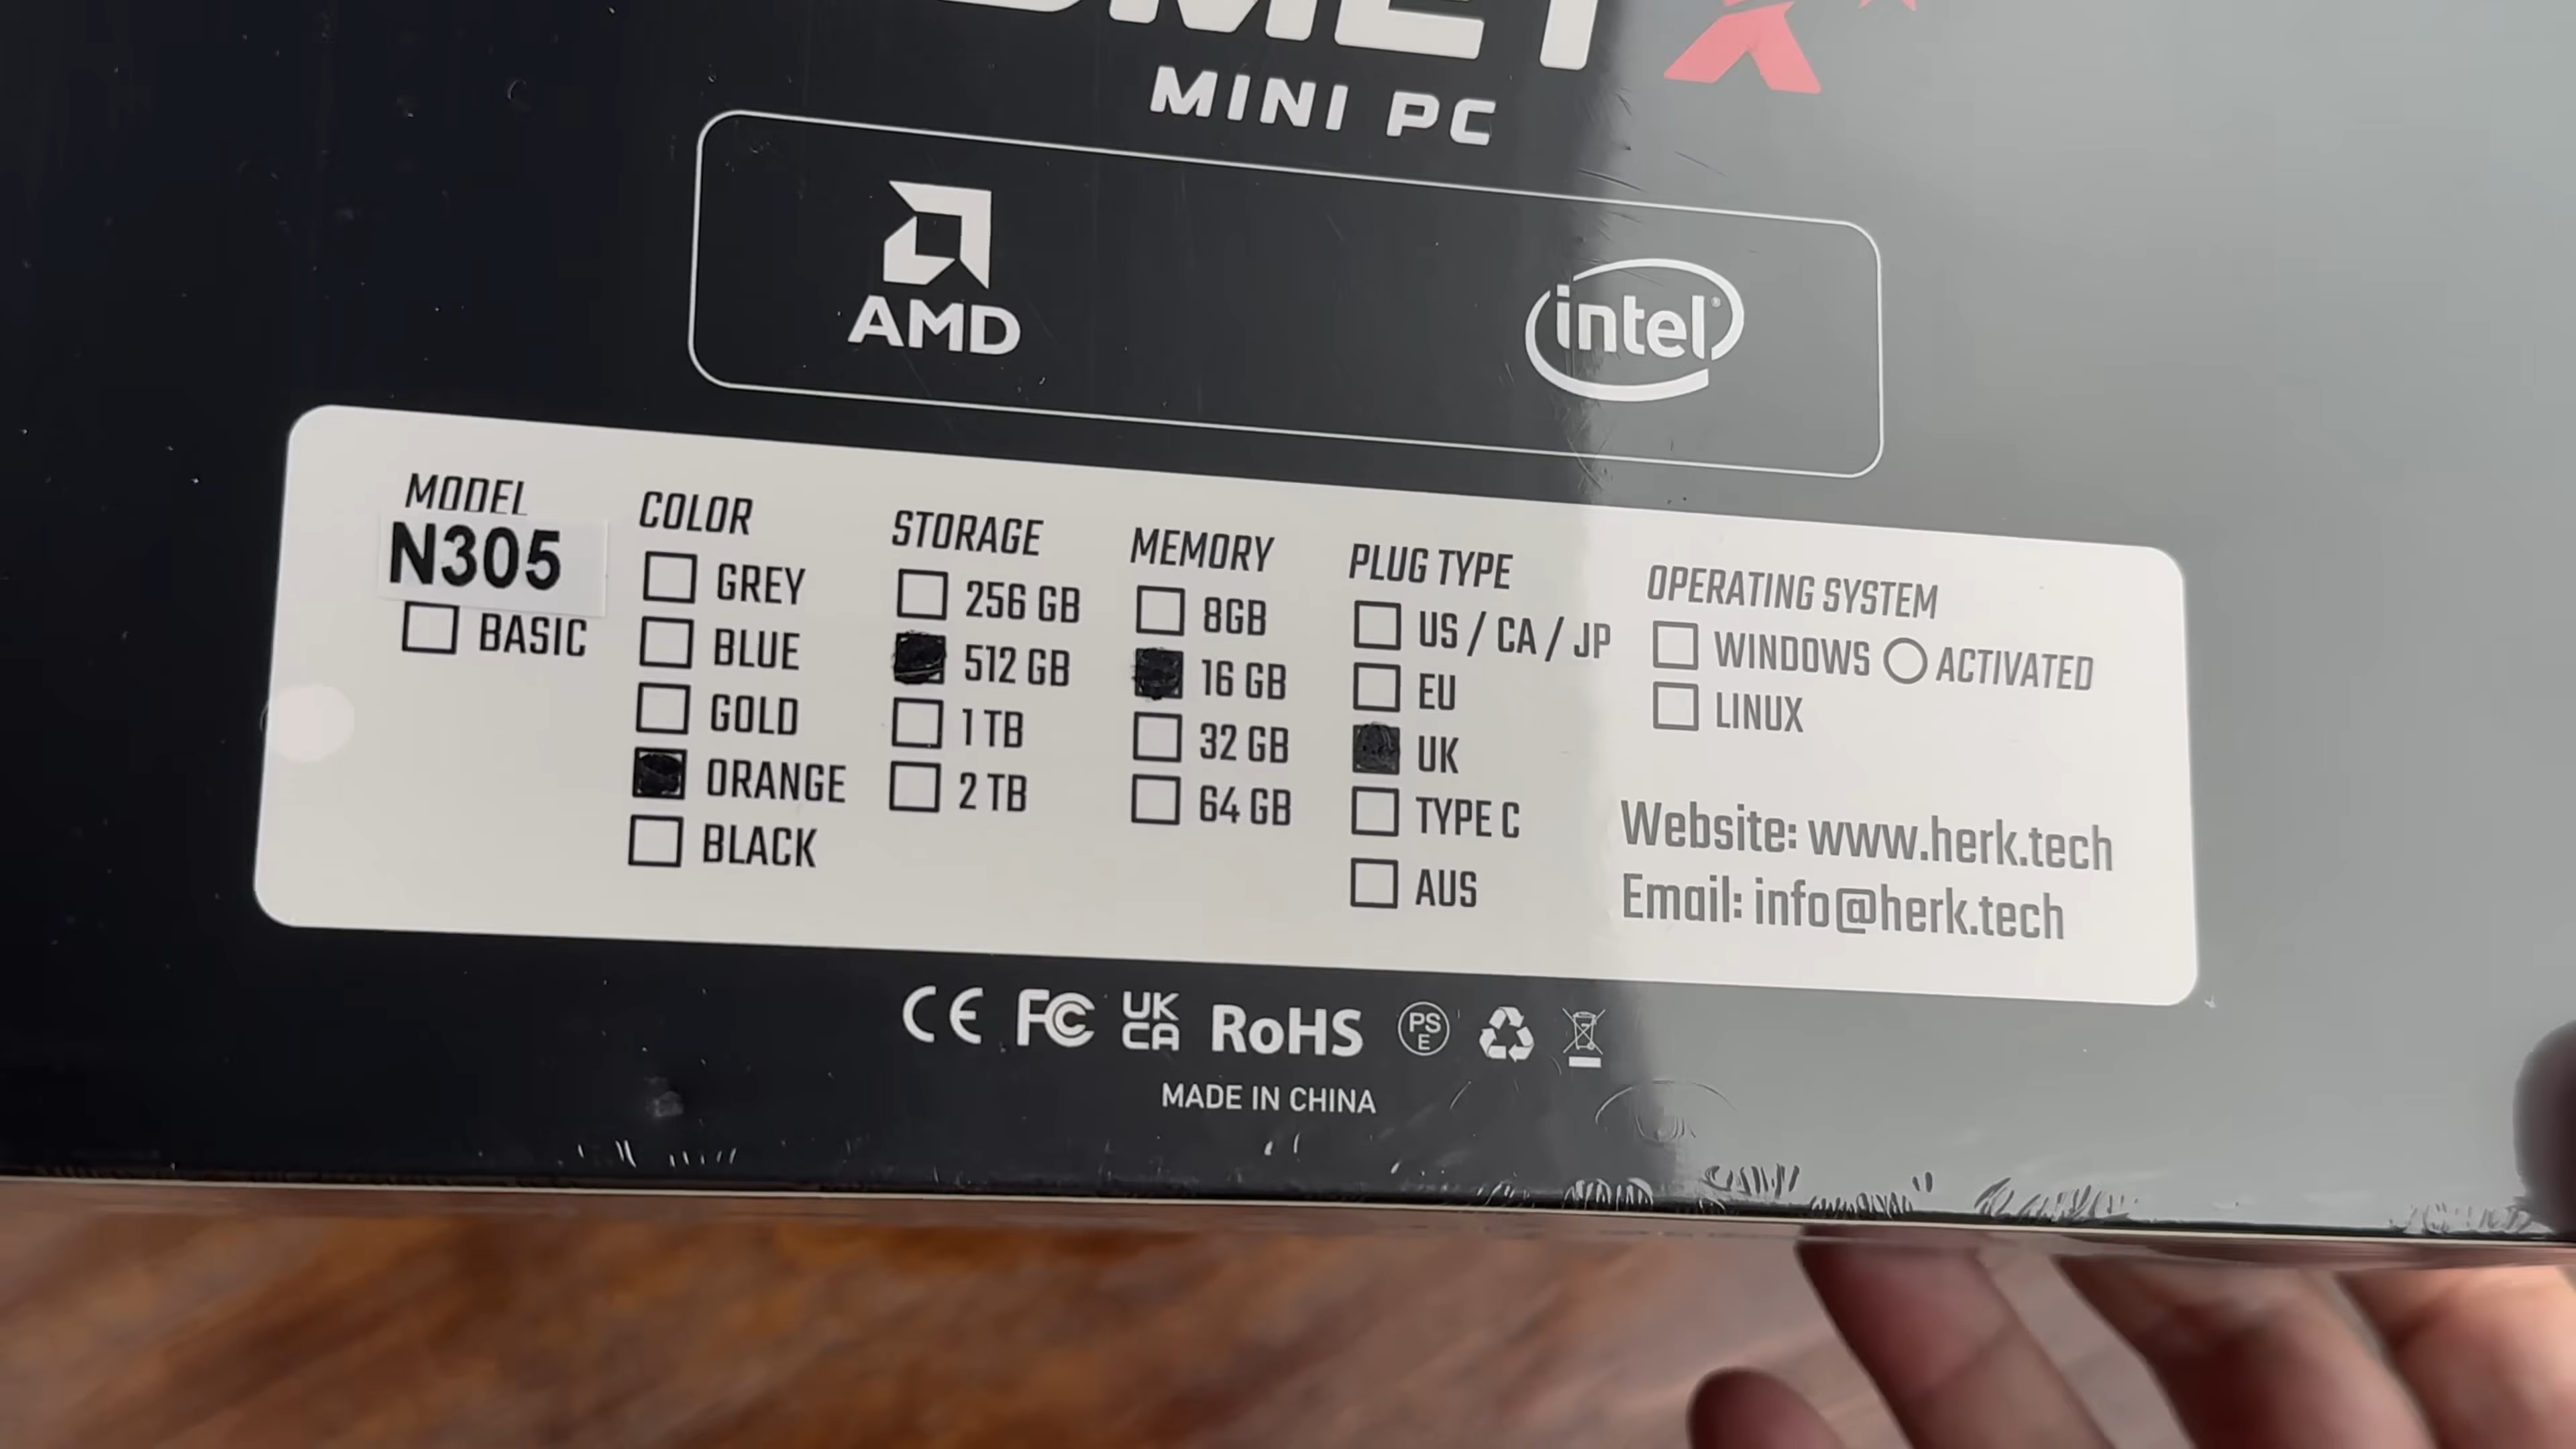 MINI PC
AMD
intel
MODEL
N305
BASIC
COLOR
GREY
BLUE
GOLD
ORANGE
BLACK
STORAGE
256 GB
512 GB
1 TB
2 TB
MEMORY
8GB
16 GB
32 GB
64 GB
PLUG TYPE
US / CA / JP
EU
UK
TYPE C
AUS
OPERATING SYSTEM
WINDOWS ACTIVATED
LINUX
Website: www.herk.tech
Email: info@herk.tech
CE FC UK CA RoHS PS E
MADE IN CHINA